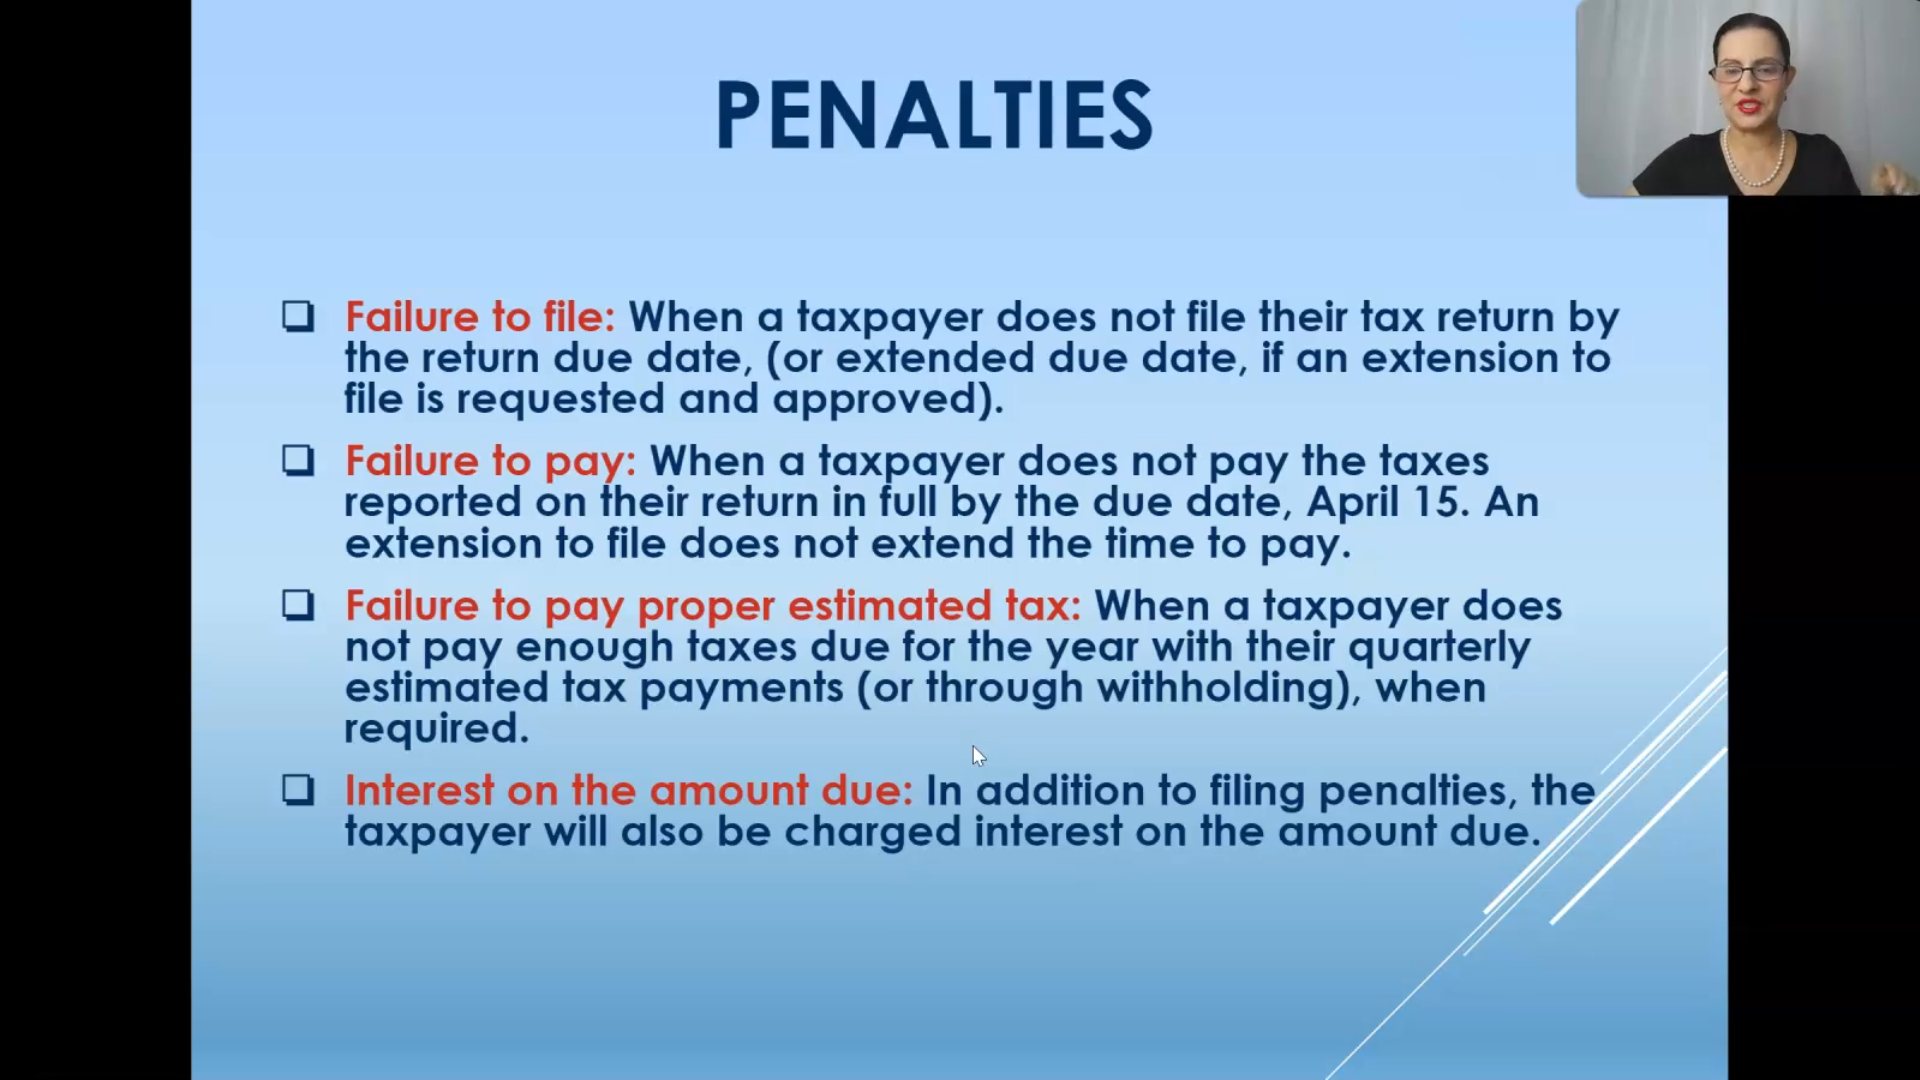 PENALTIES
Failure to file: When a taxpayer does not file their tax return by
the return due date, (or extended due date, if an extension to
file is requested and approved).
Failure to pay: When a taxpayer does not pay the taxes
reported on their return in full by the due date, April 15. An
extension to file does not extend the time to pay.
Failure to pay proper estimated tax: When a taxpayer does
not pay enough taxes due for the year with their quarterly
estimated tax payments (or through withholding), when
required.
Interest on the amount due: In addition to filing penalties, the
taxpayer will also be charged interest on the amount due.